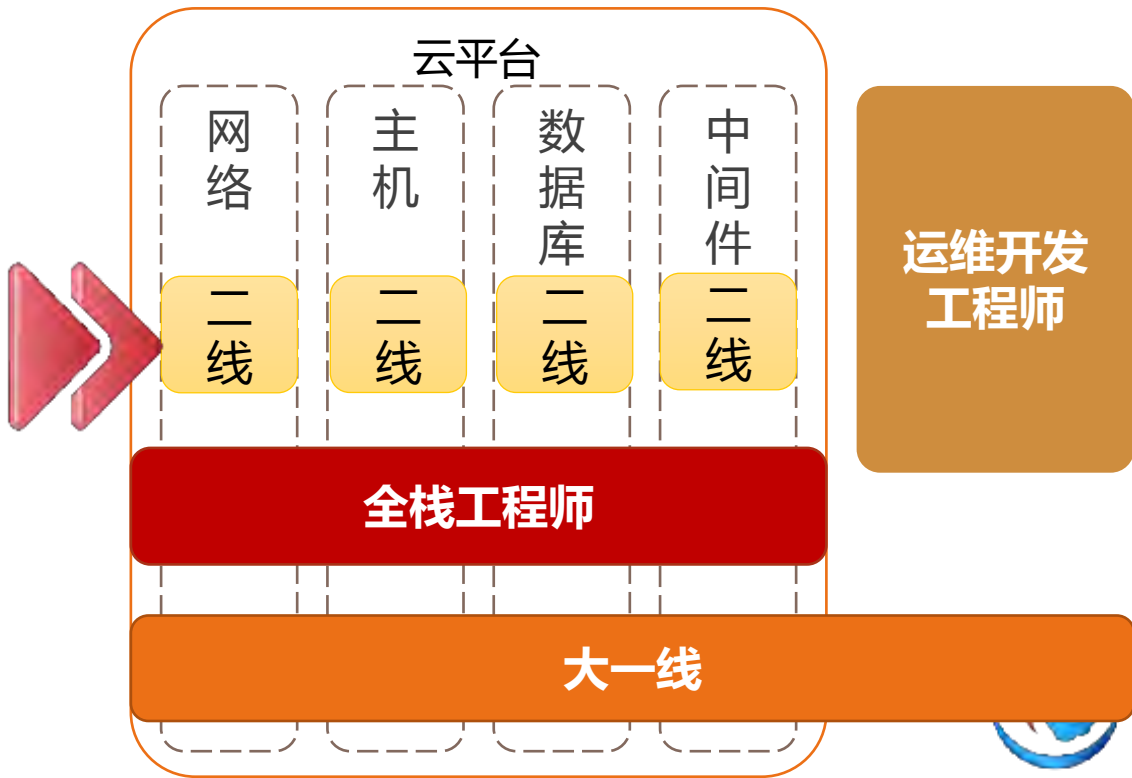 云平台
网络
主机
数据库
中间件
二线
二线
二线
二线
运维开发
工程师
全栈工程师
大一线